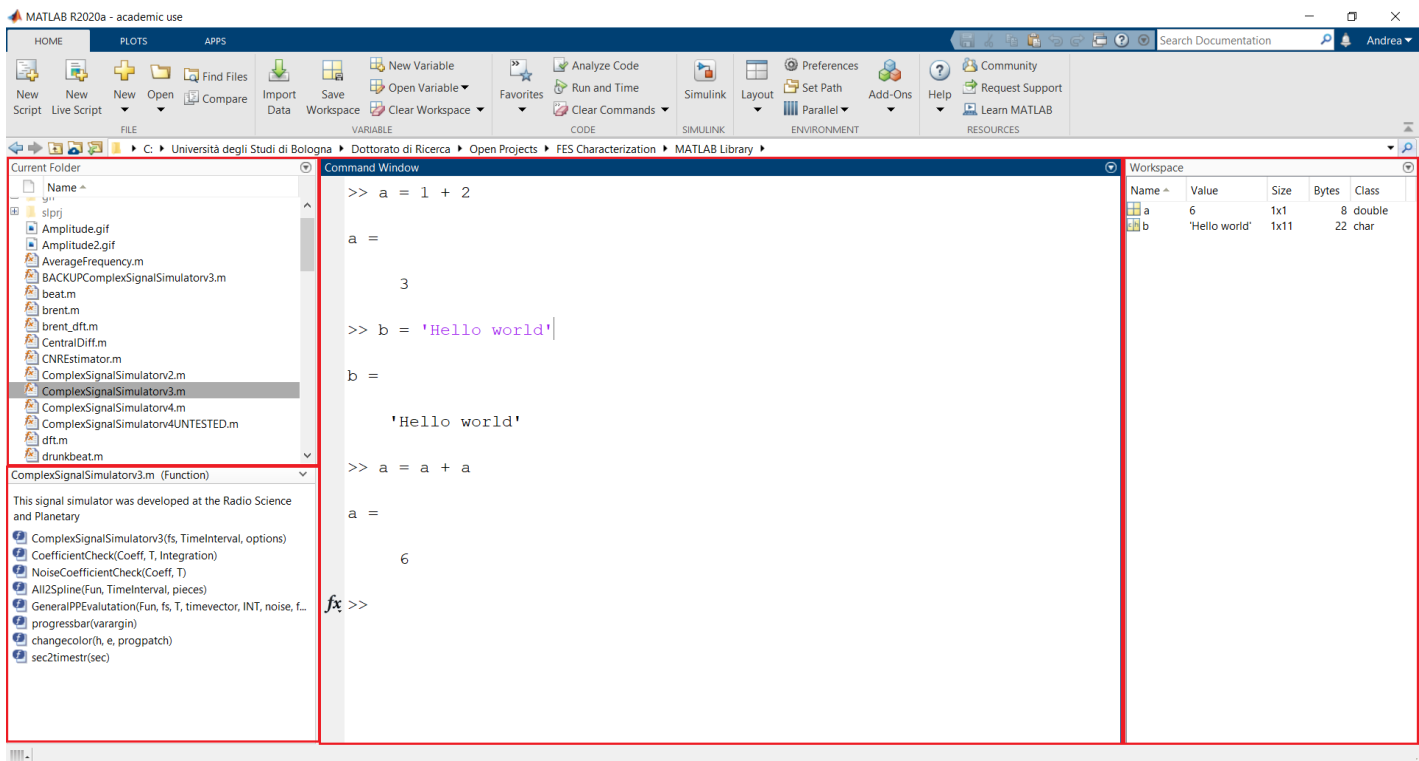 MATLAB R2020a - academic use
HOME PLOTS APPS
Search Documentation
Andrea
New Script
New Live Script
New
Open
Find Files
Compare
Import Data
Save Workspace
New Variable
Open Variable
Clear Workspace
Favorites
Analyze Code
Run and Time
Clear Commands
Simulink
Layout
Preferences
Set Path
Parallel
Add-Ons
Help
Community
Request Support
Learn MATLAB
FILE VARIABLE CODE SIMULINK ENVIRONMENT RESOURCES
C: Università degli Studi di Bologna Dottorato di Ricerca Open Projects FES Characterization MATLAB Library
Current Folder
Name
slprj
Amplitude.gif
Amplitude2.gif
AverageFrequency.m
BACKUPComplexSignalSimulatorv3.m
beat.m
brent.m
brent_dft.m
CentralDiff.m
CNREstimator.m
ComplexSignalSimulatorv2.m
ComplexSignalSimulatorv3.m
ComplexSignalSimulatorv4.m
ComplexSignalSimulatorv4UNTESTED.m
dft.m
drunkbeat.m
ComplexSignalSimulatorv3.m (Function)
This signal simulator was developed at the Radio Science
and Planetary
ComplexSignalSimulatorv3(fs, TimeInterval, options)
CoefficientCheck(Coeff, T, Integration)
NoiseCoefficientCheck(Coeff, T)
All2Spline(Fun, TimeInterval, pieces)
GeneralPPEvalutation(Fun, fs, T, timevector, INT, noise, f...
progressbar(varargin)
changecolor(h, e, progpatch)
sec2timestr(sec)
Command Window
>> a = 1 + 2
a =
3
>> b = 'Hello world'
b =
'Hello world'
>> a = a + a
a =
6
fx >>
Workspace
Name Value Size Bytes Class
a 6 1x1 8 double
b 'Hello world' 1x11 22 char